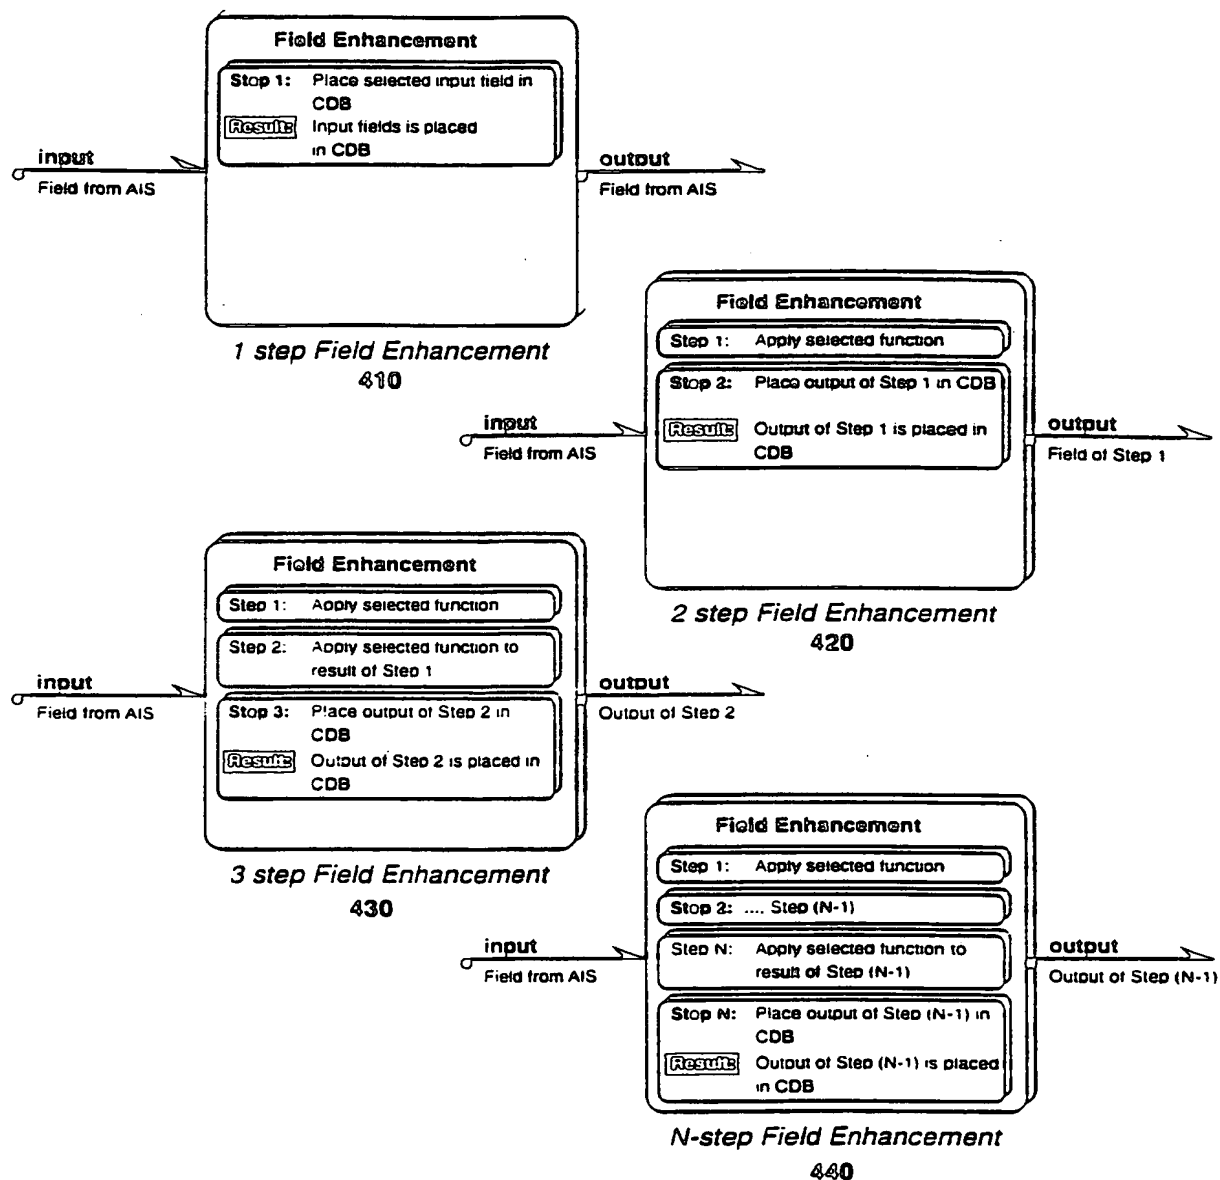 Field Enhancement
Step 1: Place selected input field in
CDB
Result: Input fields is placed
in CDB
input
Field from AIS
output
Field from AIS
1 step Field Enhancement
410
Field Enhancement
Step 1: Apply selected function
Step 2: Place output of Step 1 in CDB
Result: Output of Step 1 is placed in
CDB
input
Field from AIS
output
Field of Step 1
2 step Field Enhancement
420
Field Enhancement
Step 1: Apply selected function
Step 2: Apply selected function to
result of Step 1
Step 3: Place output of Step 2 in
CDB
Result: Output of Step 2 is placed in
CDB
input
Field from AIS
output
Output of Step 2
3 step Field Enhancement
430
Field Enhancement
Step 1: Apply selected function
Step 2: .... Step (N-1)
Step N: Apply selected function to
result of Step (N-1)
Step N: Place output of Step (N-1) in
CDB
Result: Output of Step (N-1) is placed
in CDB
input
Field from AIS
output
Output of Step (N-1)
N-step Field Enhancement
440